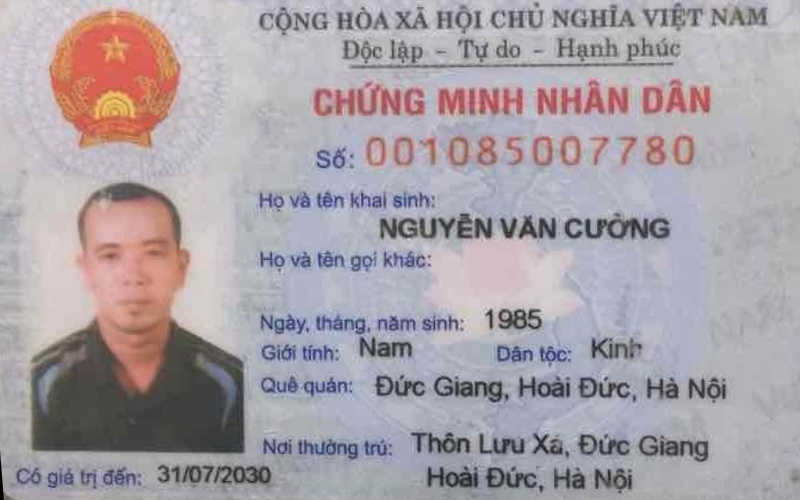 CỘNG HÒA XÃ HỘI CHỦ NGHĨA VIỆT NAM
Độc lập - Tự do - Hạnh phúc
CHỨNG MINH NHÂN DÂN
Số: 001085007780
Họ và tên khai sinh:
NGUYỄN VĂN CƯỜNG
Họ và tên gọi khác:
Ngày, tháng, năm sinh: 1985
Giới tính: Nam Dân tộc: Kinh
Quê quán: Đức Giang, Hoài Đức, Hà Nội
Nơi thường trú: Thôn Lưu Xá, Đức Giang
Hoài Đức, Hà Nội
Có giá trị đến: 31/07/2030